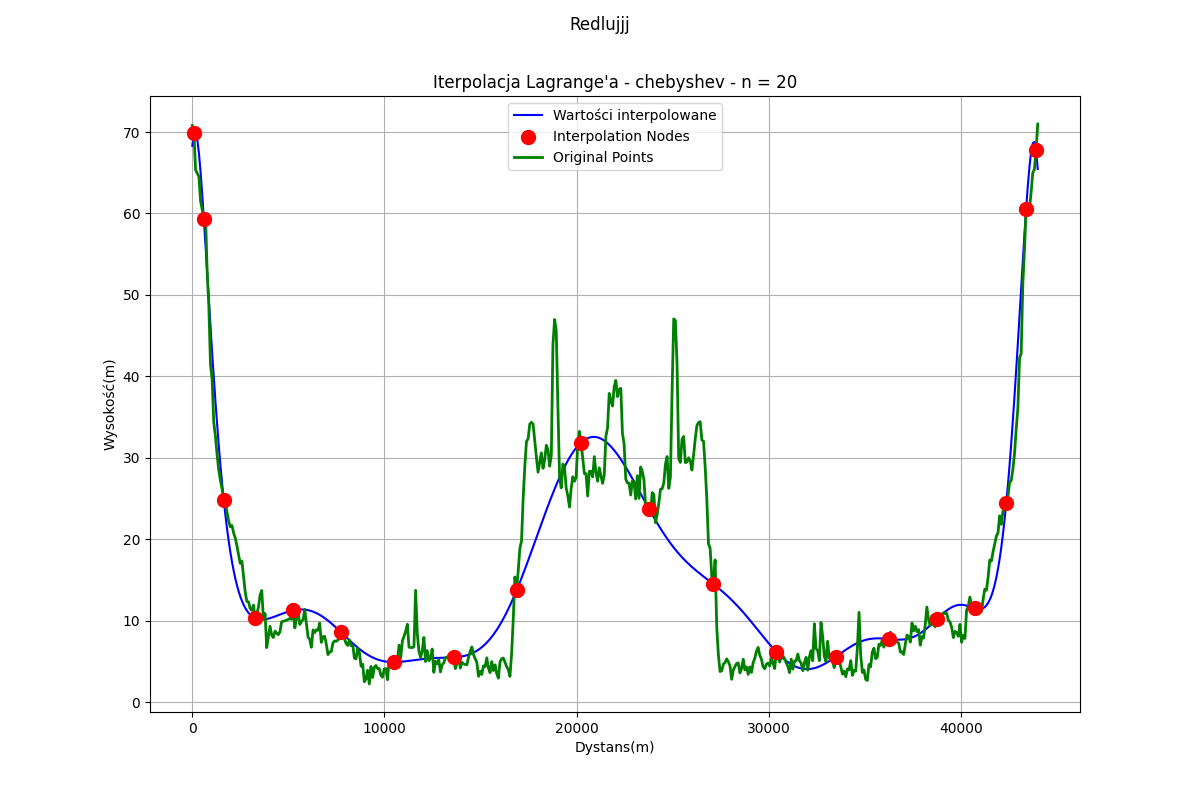 Redlujjj
Iterpolacja Lagrange'a - chebyshev - n = 20
Wartości interpolowane
Interpolation Nodes
Original Points
Wysokość(m)
70
60
50
40
30
20
10
0
0 10000 20000 30000 40000
Dystans(m)